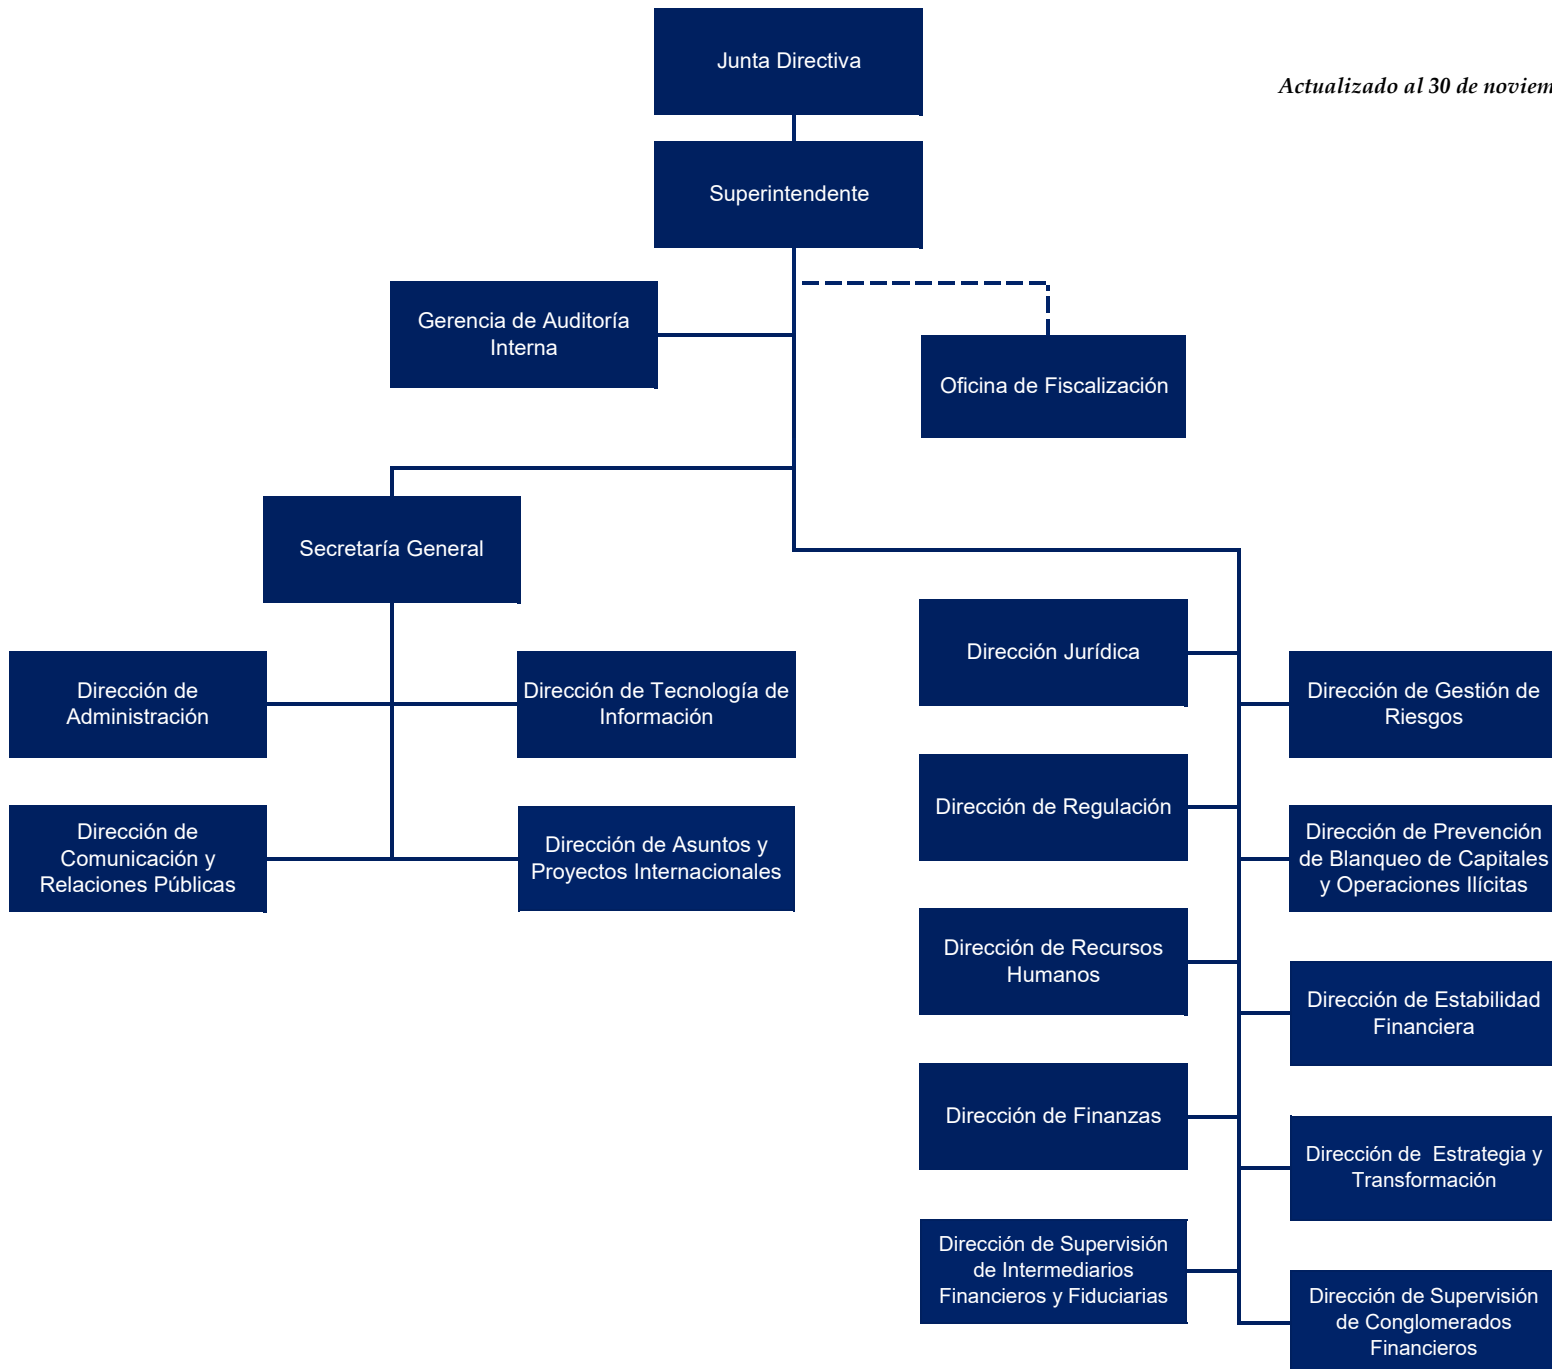 Junta Directiva
Actualizado al 30 de
Superintendente
Gerencia de Auditoría
Interna
Oficina de Fiscalización
Secretaría General
Dirección de
Administración
Dirección de Tecnología de
Información
Dirección de
Comunicación y
Relaciones Públicas
Dirección de Asuntos y
Proyectos Internacionales
Dirección Jurídica
Dirección de Gestión de
Riesgos
Dirección de Regulación
Dirección de Prevención
de Blanqueo de Capitales
y Operaciones Ilícitas
Dirección de Recursos
Humanos
Dirección de Estabilidad
Financiera
Dirección de Finanzas
Dirección de Estrategia y
Transformación
Dirección de Supervisión
de Intermediarios
Financieros y Fiduciarias
Dirección de Supervisión
de Conglomerados
Financieros